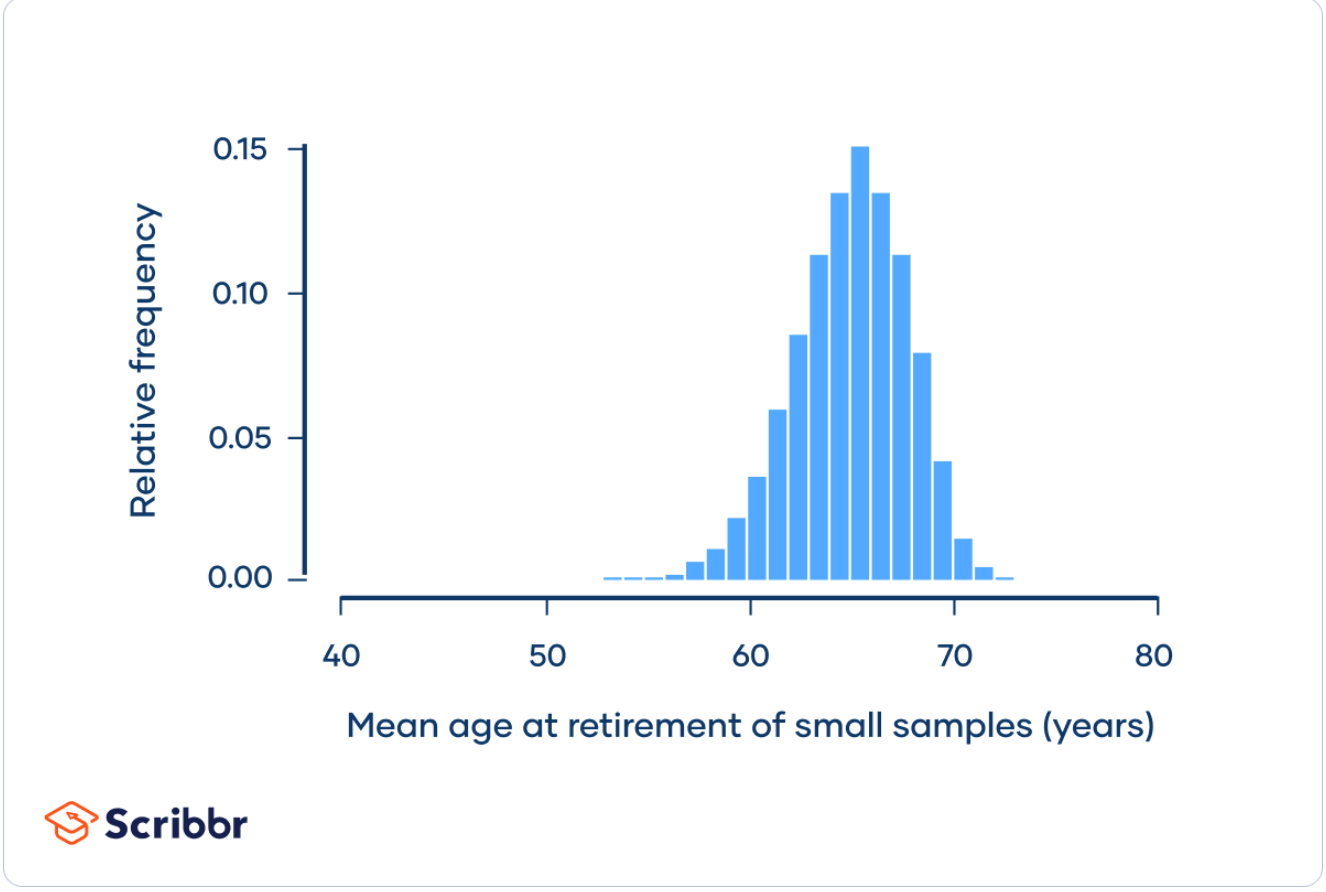 0.15
0.10
0.05
0.00
Relative frequency
40 50 60 70 80
Mean age at retirement of small samples (years)
Scribbr